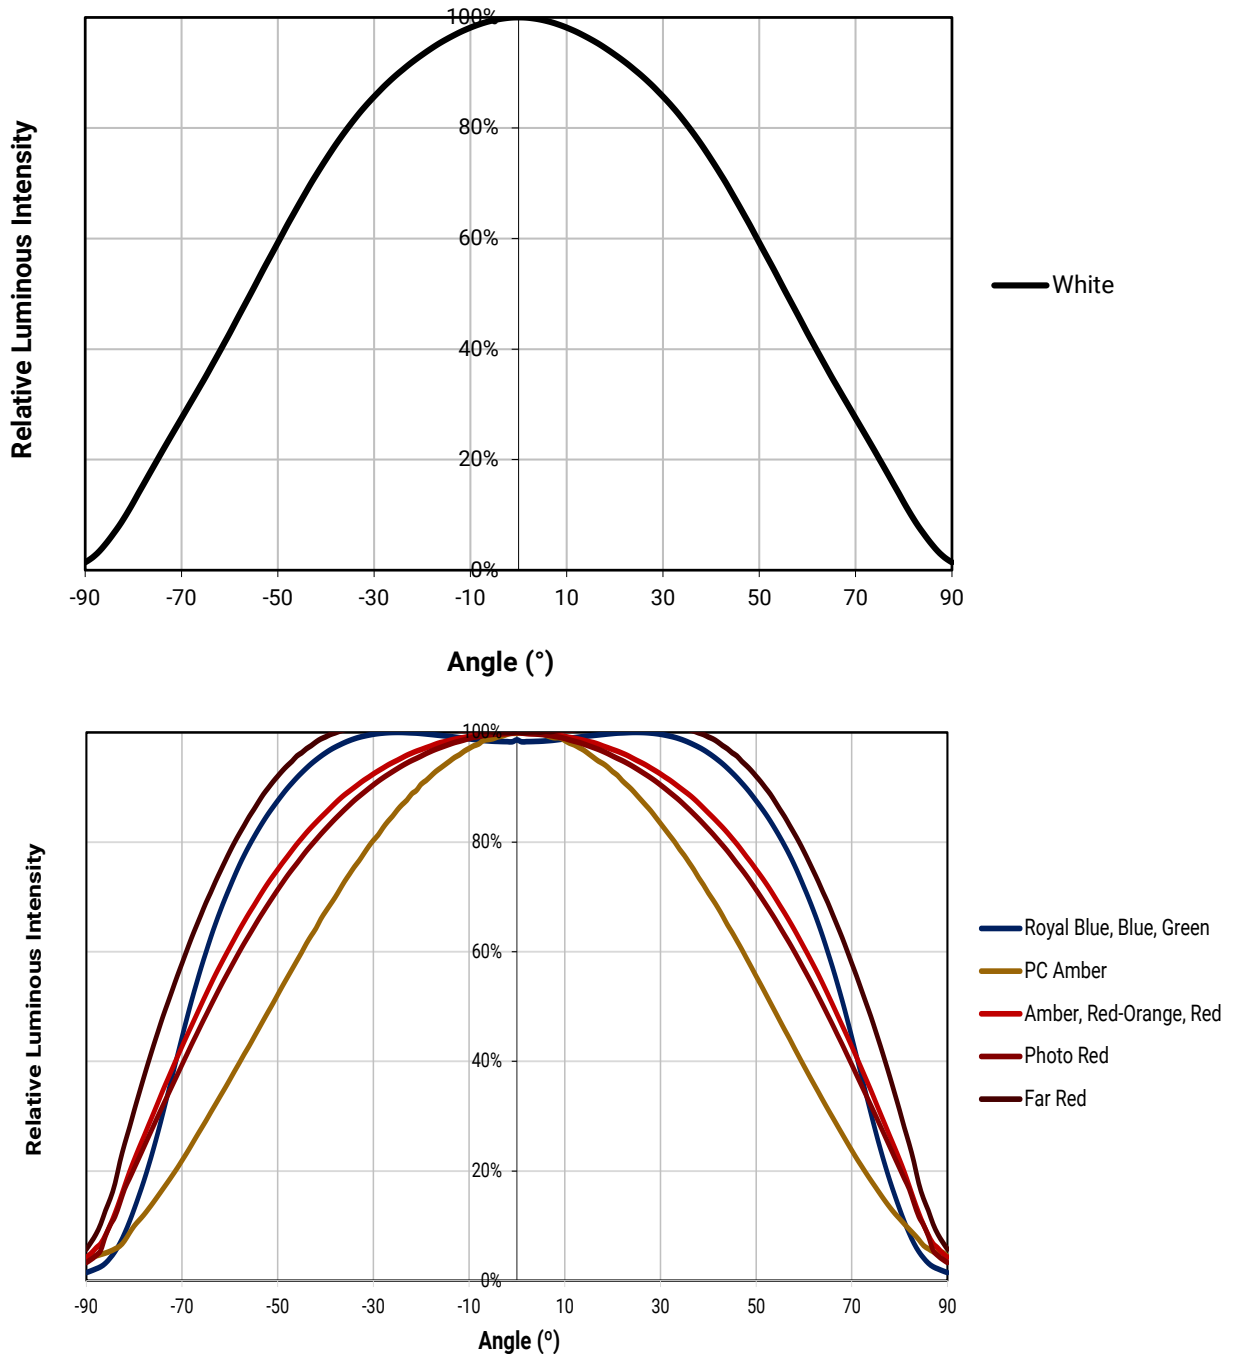 100%
80%
60%
40%
20%
0%
-90 -70 -50 -30 -10 10 30 50 70 90
Relative Luminous Intensity
Angle (°)
White
100%
80%
60%
40%
20%
0%
-90 -70 -50 -30 -10 10 30 50 70 90
Relative Luminous Intensity
Angle (º)
Royal Blue, Blue, Green
PC Amber
Amber, Red-Orange, Red
Photo Red
Far Red